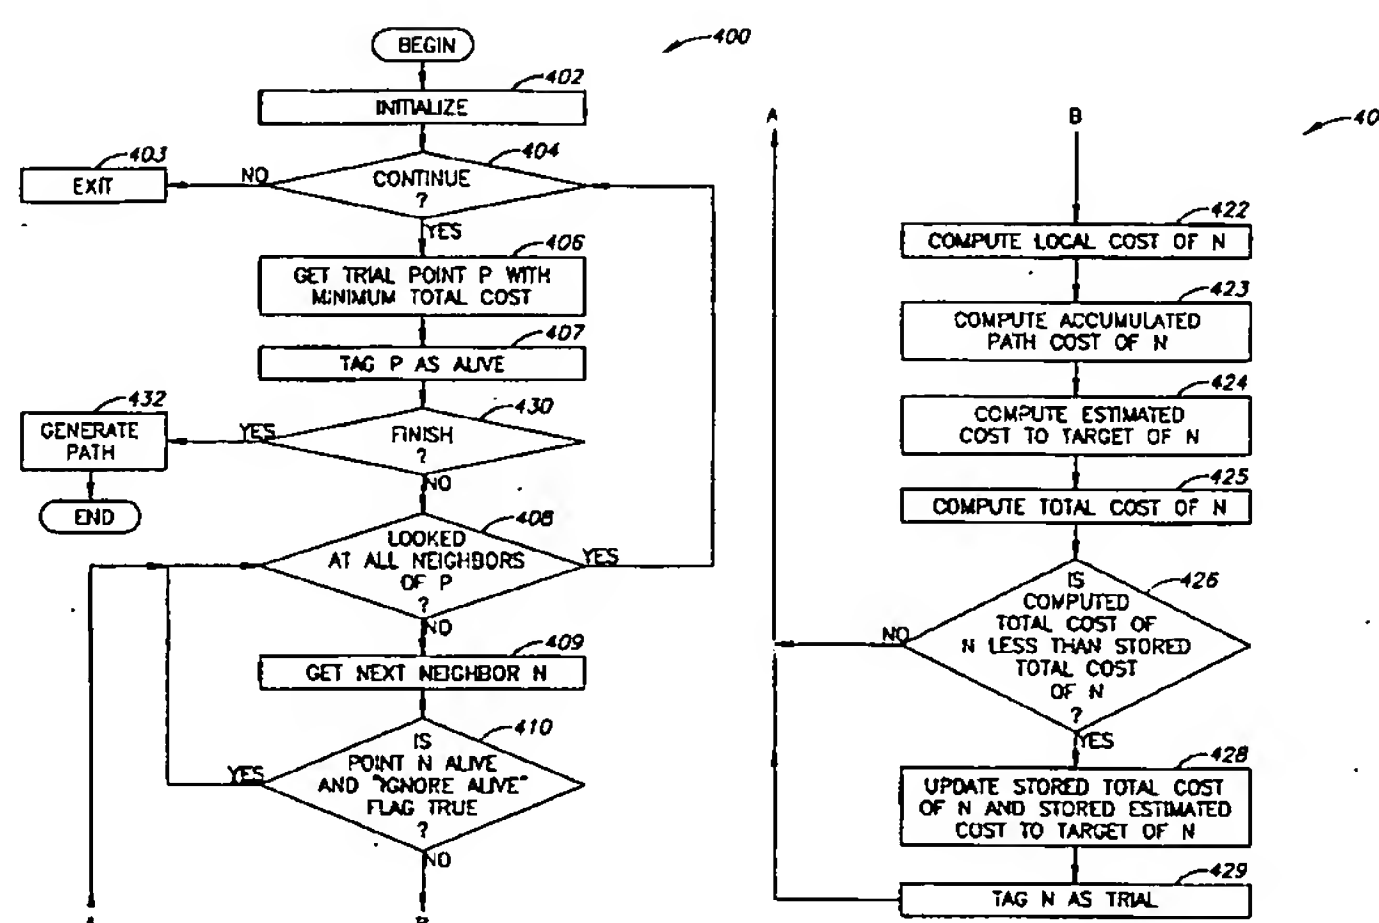 BEGIN
400
402
INITIALIZE
403
EXIT
NO
404
CONTINUE
?
YES
406
GET TRIAL POINT P WITH
MINIMUM TOTAL COST
407
TAG P AS ALIVE
432
GENERATE
PATH
END
YES
430
FINISH
?
NO
408
LOOKED
AT ALL NEIGHBORS
OF P
?
YES
NO
409
GET NEXT NEIGHBOR N
410
IS
POINT N ALIVE
AND "IGNORE ALIVE"
FLAG TRUE
?
YES
NO
A
B
40
422
COMPUTE LOCAL COST OF N
423
COMPUTE ACCUMULATED
PATH COST OF N
424
COMPUTE ESTIMATED
COST TO TARGET OF N
425
COMPUTE TOTAL COST OF N
426
IS
COMPUTED
TOTAL COST OF
N LESS THAN STORED
TOTAL COST
OF N
?
NO
YES
428
UPDATE STORED TOTAL COST
OF N AND STORED ESTIMATED
COST TO TARGET OF N
429
TAG N AS TRIAL